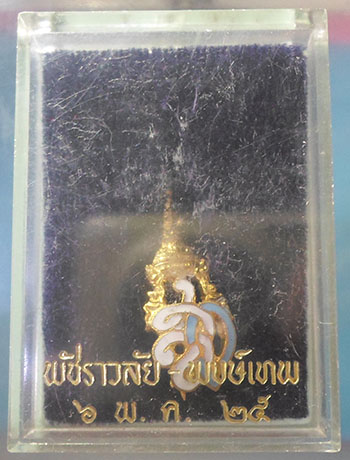 พัชราวลัย - พงษ์เทพ
๖ พ. ค. ๒๕